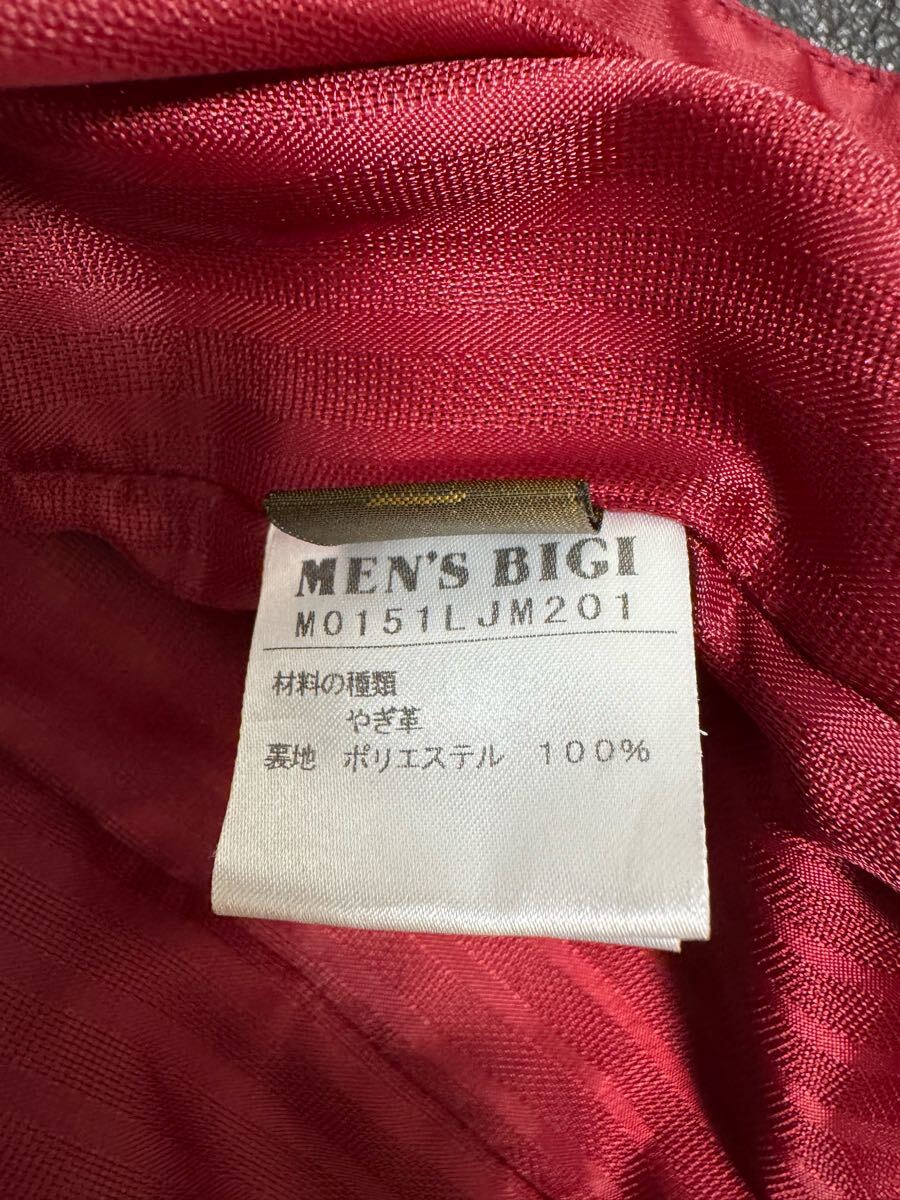 MEN'S BIGI
M0151LJM201
材料の種類
やぎ革
裏地 ポリエステル 100%